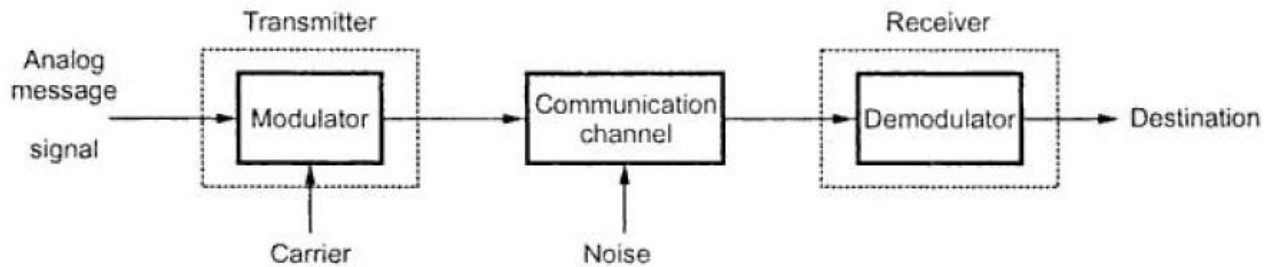 Transmitter
Receiver
Analog
message
signal
Modulator
Communication
channel
Demodulator
Destination
Carrier
Noise